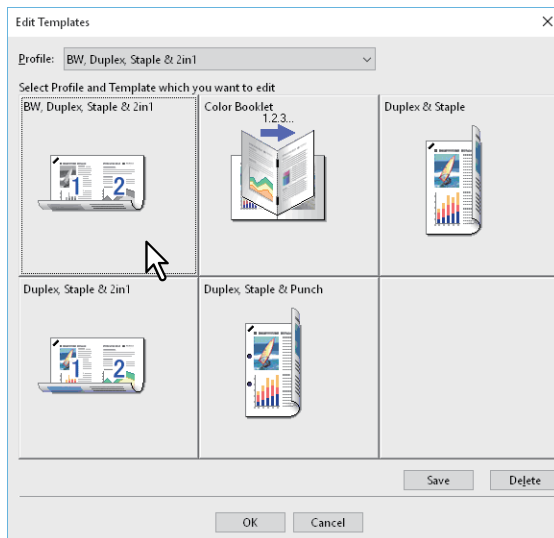 Edit Templates
Profile: BW, Duplex, Staple & 2in1
Select Profile and Template which you want to edit
BW, Duplex, Staple & 2in1
1 2
Color Booklet
1.2.3...
Duplex & Staple
Duplex, Staple & 2in1
1 2
Duplex, Staple & Punch
Save Delete
OK Cancel